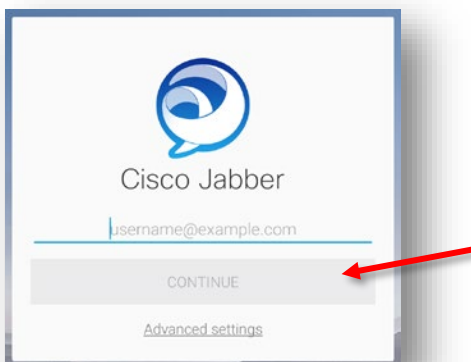 Cisco Jabber
username@example.com
CONTINUE
Advanced settings